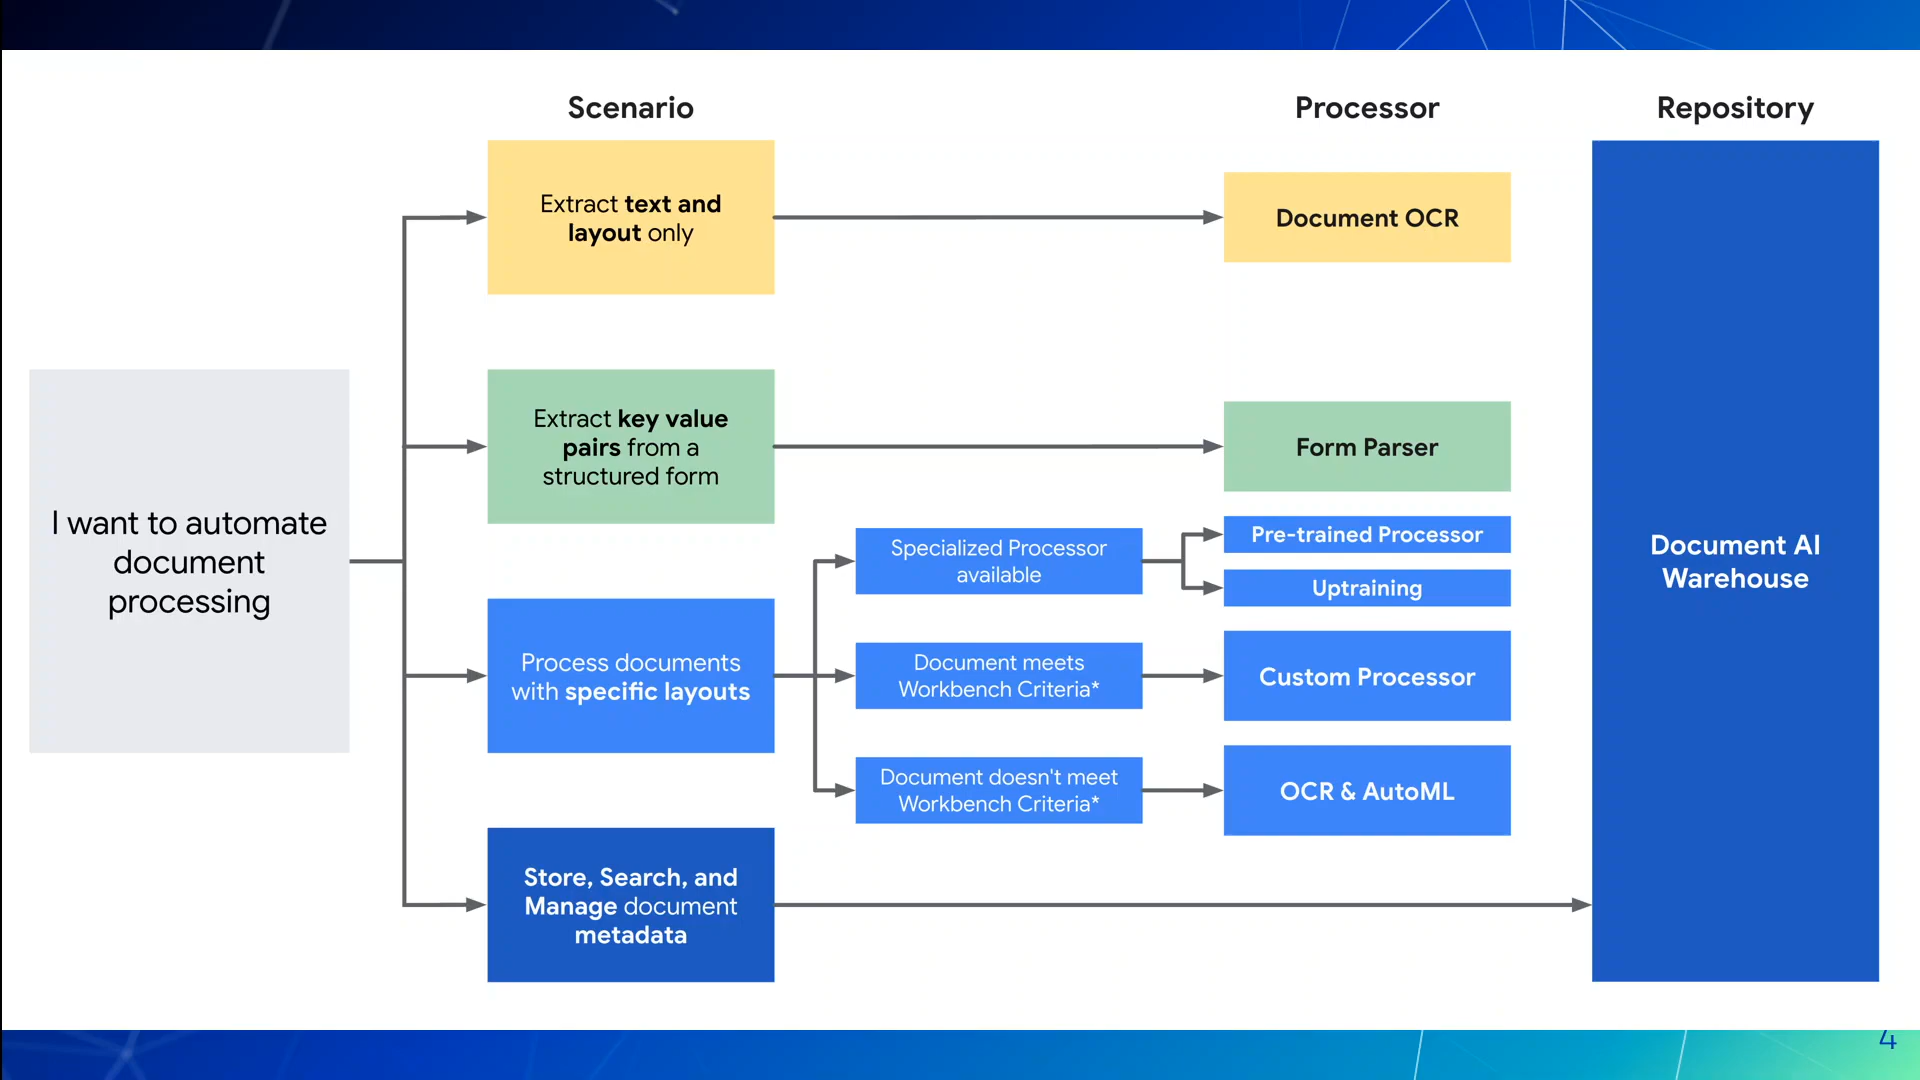 Scenario
Processor
Repository
I want to automate
document
processing
Extract text and
layout only
Document OCR
Extract key value
pairs from a
structured form
Form Parser
Process documents
with specific layouts
Specialized Processor
available
Pre-trained Processor
Uptraining
Document meets
Workbench Criteria*
Custom Processor
Document doesn't meet
Workbench Criteria*
OCR & AutoML
Store, Search, and
Manage document
metadata
Document AI
Warehouse
4